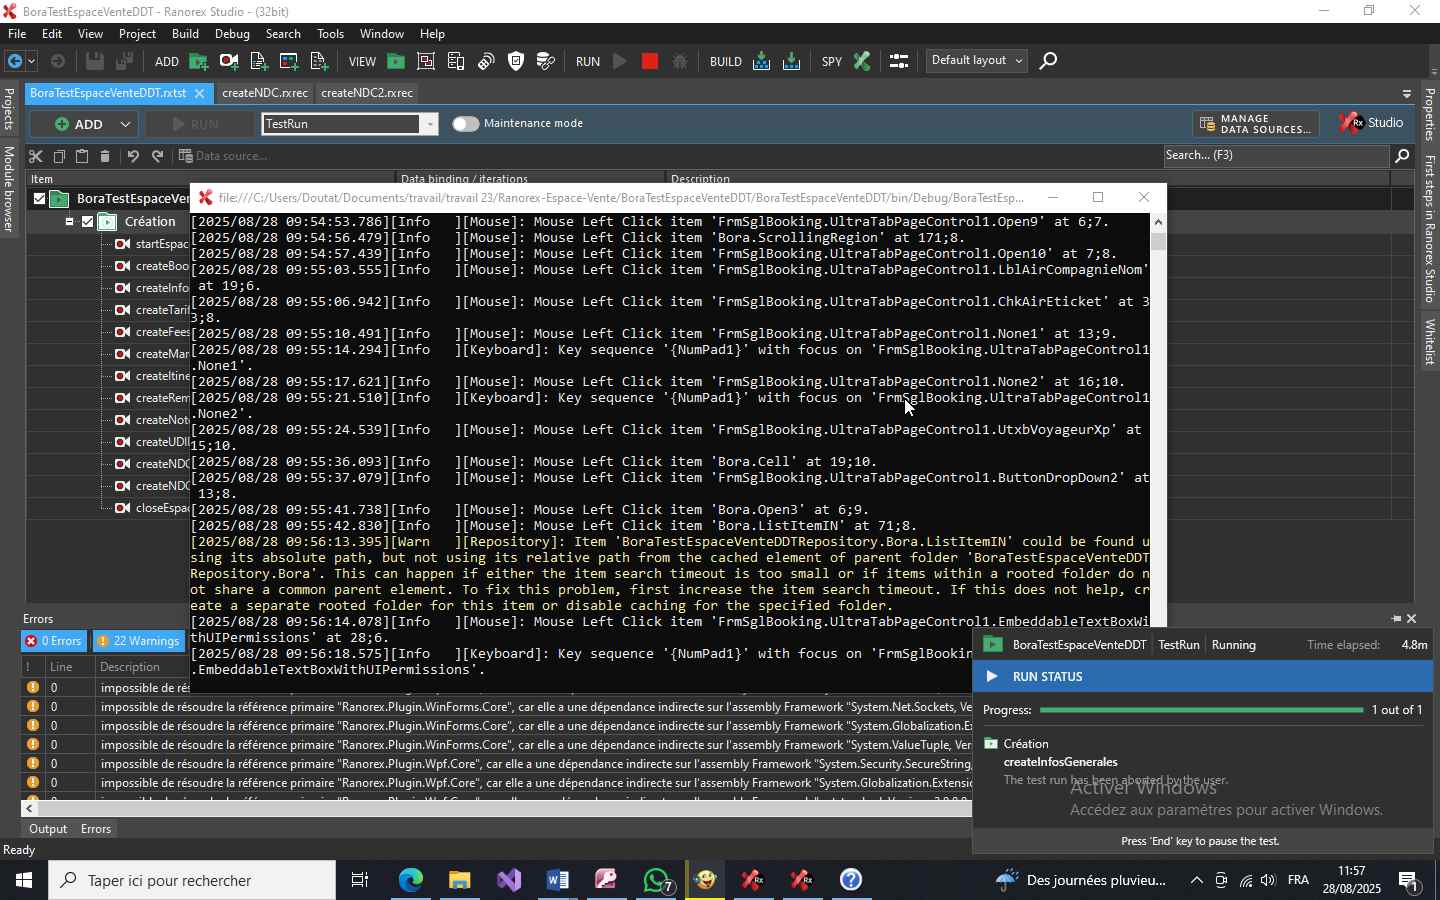 BoraTestEspaceVenteDDT - Ranorex Studio - (32bit)
File Edit View Project Build Debug Search Tools Window Help
ADD VIEW RUN BUILD SPY Default layout
BoraTestEspaceVenteDDT.rxtst createNDC.rxrec createNDC2.rxrec
ADD RUN TestRun Maintenance mode MANAGE DATA SOURCES... Rx Studio
Data source... Search... (F3)
Item Data binding / iterations Description
Projects
Module browser
Properties
First steps in Ranorex Studio
Whitelist
BoraTestEspaceVen
Création
startEspac
createBoo
createInfo
createTari
createFees
createMar
createItine
createRem
createNot
createUDI
createNDC
createNDC
closeEspac
file:///C:/Users/Doutat/Documents/travail/travail 23/Ranorex-Espace-Vente/BoraTestEspaceVenteDDT/BoraTestEspaceVenteDDT/bin/Debug/BoraTestEsp...
[2025/08/28 09:54:53.786][Info   ][Mouse]: Mouse Left Click item 'FrmSglBooking.UltraTabPageControl1.Open9' at 6;7.
[2025/08/28 09:54:56.479][Info   ][Mouse]: Mouse Left Click item 'Bora.ScrollingRegion' at 171;8.
[2025/08/28 09:54:57.439][Info   ][Mouse]: Mouse Left Click item 'FrmSglBooking.UltraTabPageControl1.Open10' at 7;8.
[2025/08/28 09:55:03.555][Info   ][Mouse]: Mouse Left Click item 'FrmSglBooking.UltraTabPageControl1.LblAirCompagnieNom'
at 19;6.
[2025/08/28 09:55:06.942][Info   ][Mouse]: Mouse Left Click item 'FrmSglBooking.UltraTabPageControl1.ChkAirEticket' at 3
3;8.
[2025/08/28 09:55:10.491][Info   ][Mouse]: Mouse Left Click item 'FrmSglBooking.UltraTabPageControl1.None1' at 13;9.
[2025/08/28 09:55:14.294][Info   ][Keyboard]: Key sequence '{NumPad1}' with focus on 'FrmSglBooking.UltraTabPageControl1
.None1'.
[2025/08/28 09:55:17.621][Info   ][Mouse]: Mouse Left Click item 'FrmSglBooking.UltraTabPageControl1.None2' at 16;10.
[2025/08/28 09:55:21.510][Info   ][Keyboard]: Key sequence '{NumPad1}' with focus on 'FrmSglBooking.UltraTabPageControl1
.None2'.
[2025/08/28 09:55:24.539][Info   ][Mouse]: Mouse Left Click item 'FrmSglBooking.UltraTabPageControl1.UtxbVoyageurXp' at
15;10.
[2025/08/28 09:55:36.093][Info   ][Mouse]: Mouse Left Click item 'Bora.Cell' at 19;10.
[2025/08/28 09:55:37.079][Info   ][Mouse]: Mouse Left Click item 'FrmSglBooking.UltraTabPageControl1.ButtonDropDown2' at
13;8.
[2025/08/28 09:55:41.738][Info   ][Mouse]: Mouse Left Click item 'Bora.Open3' at 6;9.
[2025/08/28 09:55:42.830][Info   ][Mouse]: Mouse Left Click item 'Bora.ListItemIN' at 71;8.
[2025/08/28 09:56:13.395][Warn   ][Repository]: Item 'BoraTestEspaceVenteDDTRepository.Bora.ListItemIN' could be found u
sing its absolute path, but not using its relative path from the cached element of parent folder 'BoraTestEspaceVenteDDT
Repository.Bora'. This can happen if either the item search timeout is too small or if items within a rooted folder do n
ot share a common parent element. To fix this problem, first increase the item search timeout. If this does not help, cr
eate a separate rooted folder for this item or disable caching for the specified folder.
[2025/08/28 09:56:14.078][Info   ][Mouse]: Mouse Left Click item 'FrmSglBooking.UltraTabPageControl1.EmbeddableTextBoxWi
thUIPermissions' at 28;6.
[2025/08/28 09:56:18.575][Info   ][Keyboard]: Key sequence '{NumPad1}' with focus on 'FrmSglBookin
.EmbeddableTextBoxWithUIPermissions'.
Errors
0 Errors 22 Warnings
! Line Description
0 impossible de rés
0 impossible de résoudre la référence primaire "Ranorex.Plugin.WinForms.Core", car elle a une dépendance indirecte sur l'assembly Framework "System.Net.Sockets, Ve
0 impossible de résoudre la référence primaire "Ranorex.Plugin.WinForms.Core", car elle a une dépendance indirecte sur l'assembly Framework "System.Globalization.Ex
0 impossible de résoudre la référence primaire "Ranorex.Plugin.WinForms.Core", car elle a une dépendance indirecte sur l'assembly Framework "System.ValueTuple, Ver
0 impossible de résoudre la référence primaire "Ranorex.Plugin.Wpf.Core", car elle a une dépendance indirecte sur l'assembly Framework "System.Security.SecureString,
0 impossible de résoudre la référence primaire "Ranorex.Plugin.Wpf.Core", car elle a une dépendance indirecte sur l'assembly Framework "System.Globalization.Extensio
Output Errors
Ready
BoraTestEspaceVenteDDT TestRun Running Time elapsed: 4.8m
RUN STATUS
Progress: 1 out of 1
Création
createInfosGenerales
The test run has been aborted by the user.
Activer Windows
Accédez aux paramètres pour activer Windows.
Press 'End' key to pause the test.
Taper ici pour rechercher
7
Des journées pluvieu...
FRA
11:57
28/08/2025
1